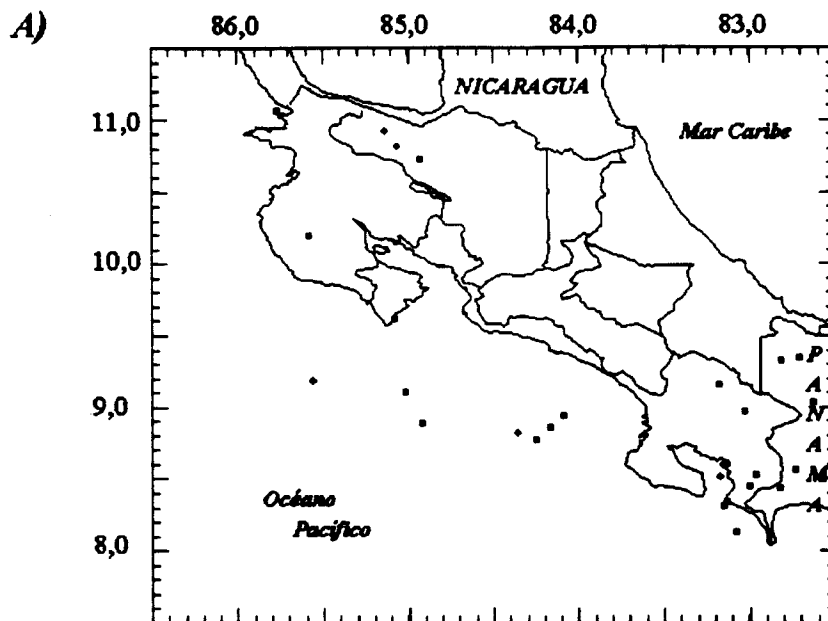 A)
86,0 85,0 84,0 83,0
NICARAGUA
11,0
Mar Caribe
10,0
P
A
9,0
N
A
M
A
Océano
Pacifico
8,0